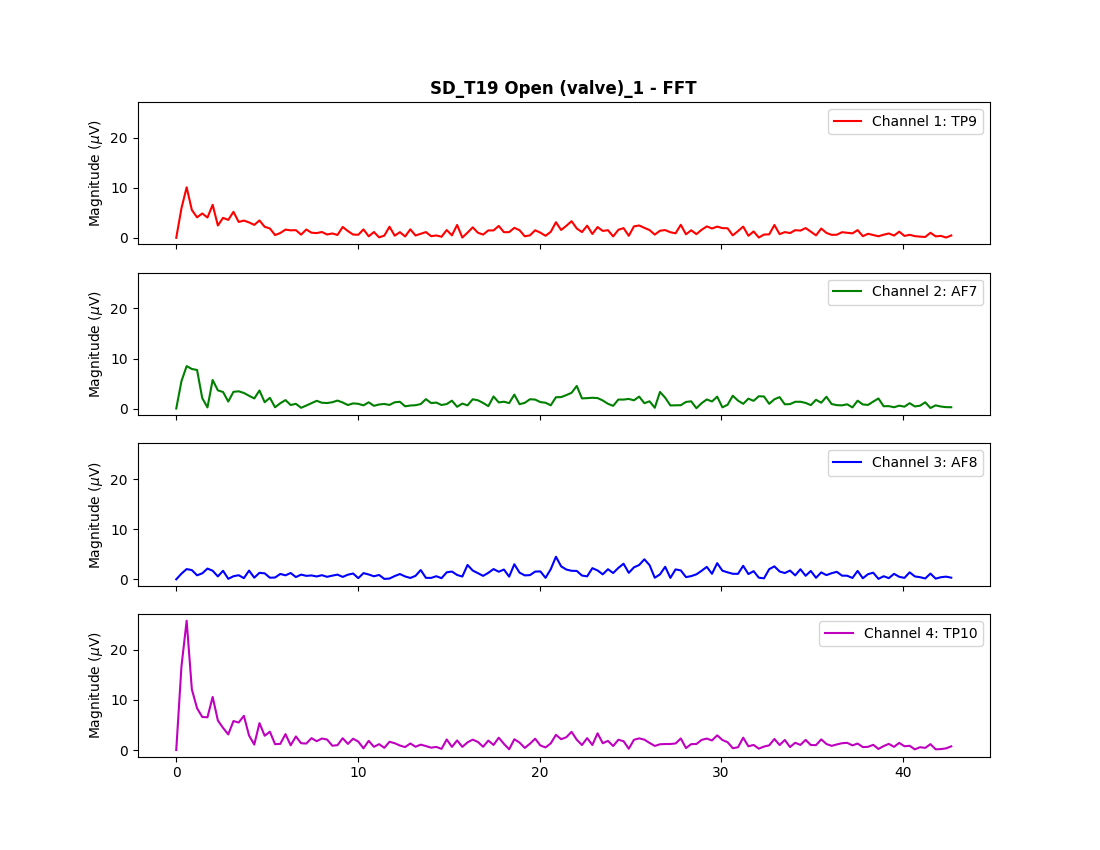 SD_T19 Open (valve)_1 - FFT
Magnitude (μV)
20
10
0
Channel 1: TP9
Magnitude (μV)
20
10
0
Channel 2: AF7
Magnitude (μV)
20
10
0
Channel 3: AF8
Magnitude (μV)
20
10
0
Channel 4: TP10
0 10 20 30 40